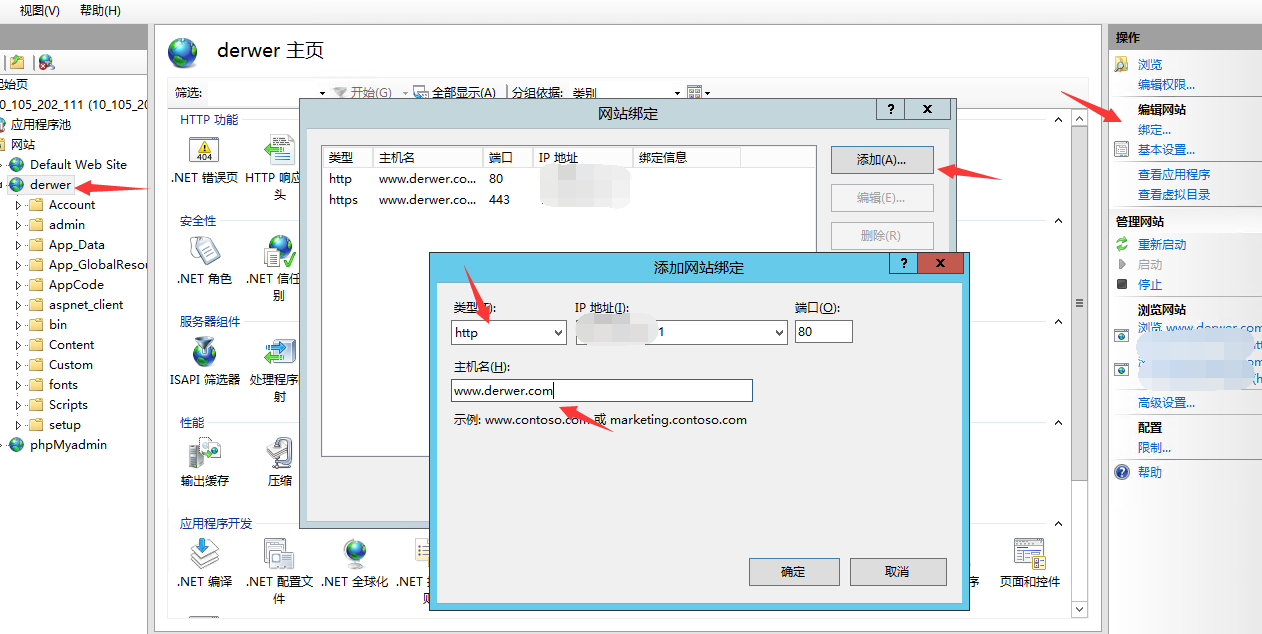 视图(V) 帮助(H)
起始页
0_105_202_111 (10_105_20
应用程序池
网站
Default Web Site
derwer
Account
admin
App_Data
App_GlobalResou
AppCode
aspnet_client
bin
Content
Custom
fonts
Scripts
setup
phpMyadmin
derwer 主页
筛选: 开始(G) 全部显示(A) 分组依据: 类别
HTTP 功能
404
.NET 错误页 HTTP 响应
头
安全性
.NET 角色 .NET 信任
别
服务器组件
ISAPI 筛选器 处理程序
射
性能
输出缓存 压缩
应用程序开发
.NET 编译 .NET 配置文
件
.NET 全球化 .NET
序 页面和控件
网站绑定
? X
类型 主机名 端口 IP 地址 绑定信息
http www.derwer.co... 80
https www.derwer.co... 443
添加(A)...
编辑(E)...
删除(R)
添加网站绑定
? X
类型(T): IP 地址(I): 端口(O):
http 1 80
主机名(H):
www.derwer.com
示例: www.contoso.com 或 marketing.contoso.com
确定 取消
操作
浏览
编辑权限...
编辑网站
绑定...
基本设置...
查看应用程序
查看虚拟目录
管理网站
重新启动
启动
停止
浏览网站
浏览 www.derwer.com
高级设置...
配置
限制...
帮助